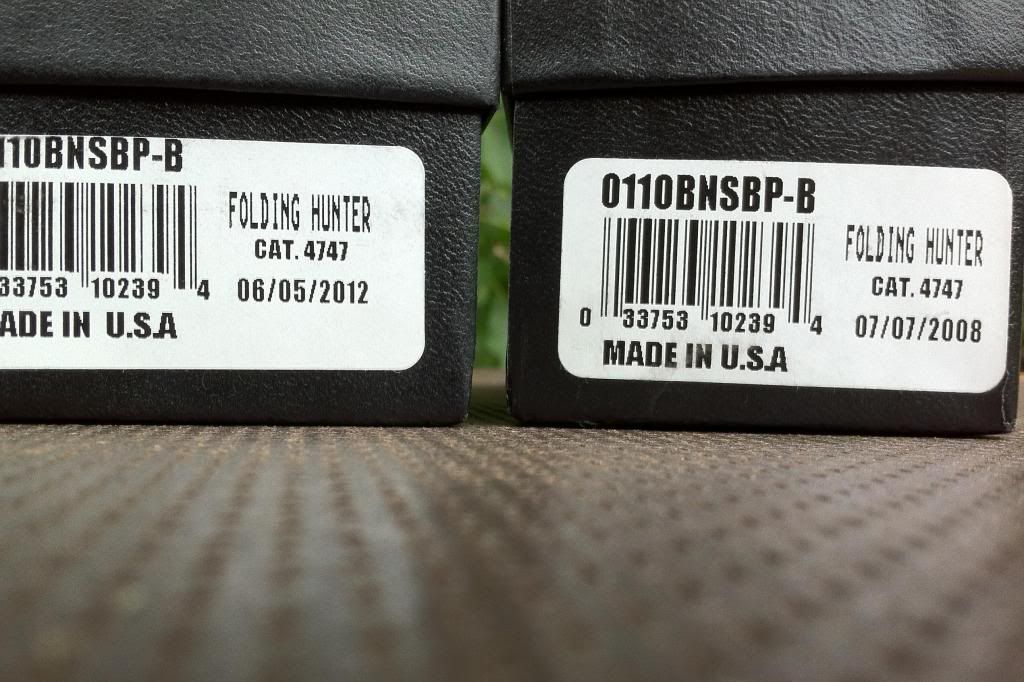 110BNSBP-B
FOLDING HUNTER
CAT. 4747
33753 10239 4
06/05/2012
ADE IN U.S.A
0110BNSBP-B
FOLDING HUNTER
CAT. 4747
0 33753 10239 4
07/07/2008
MADE IN U.S.A